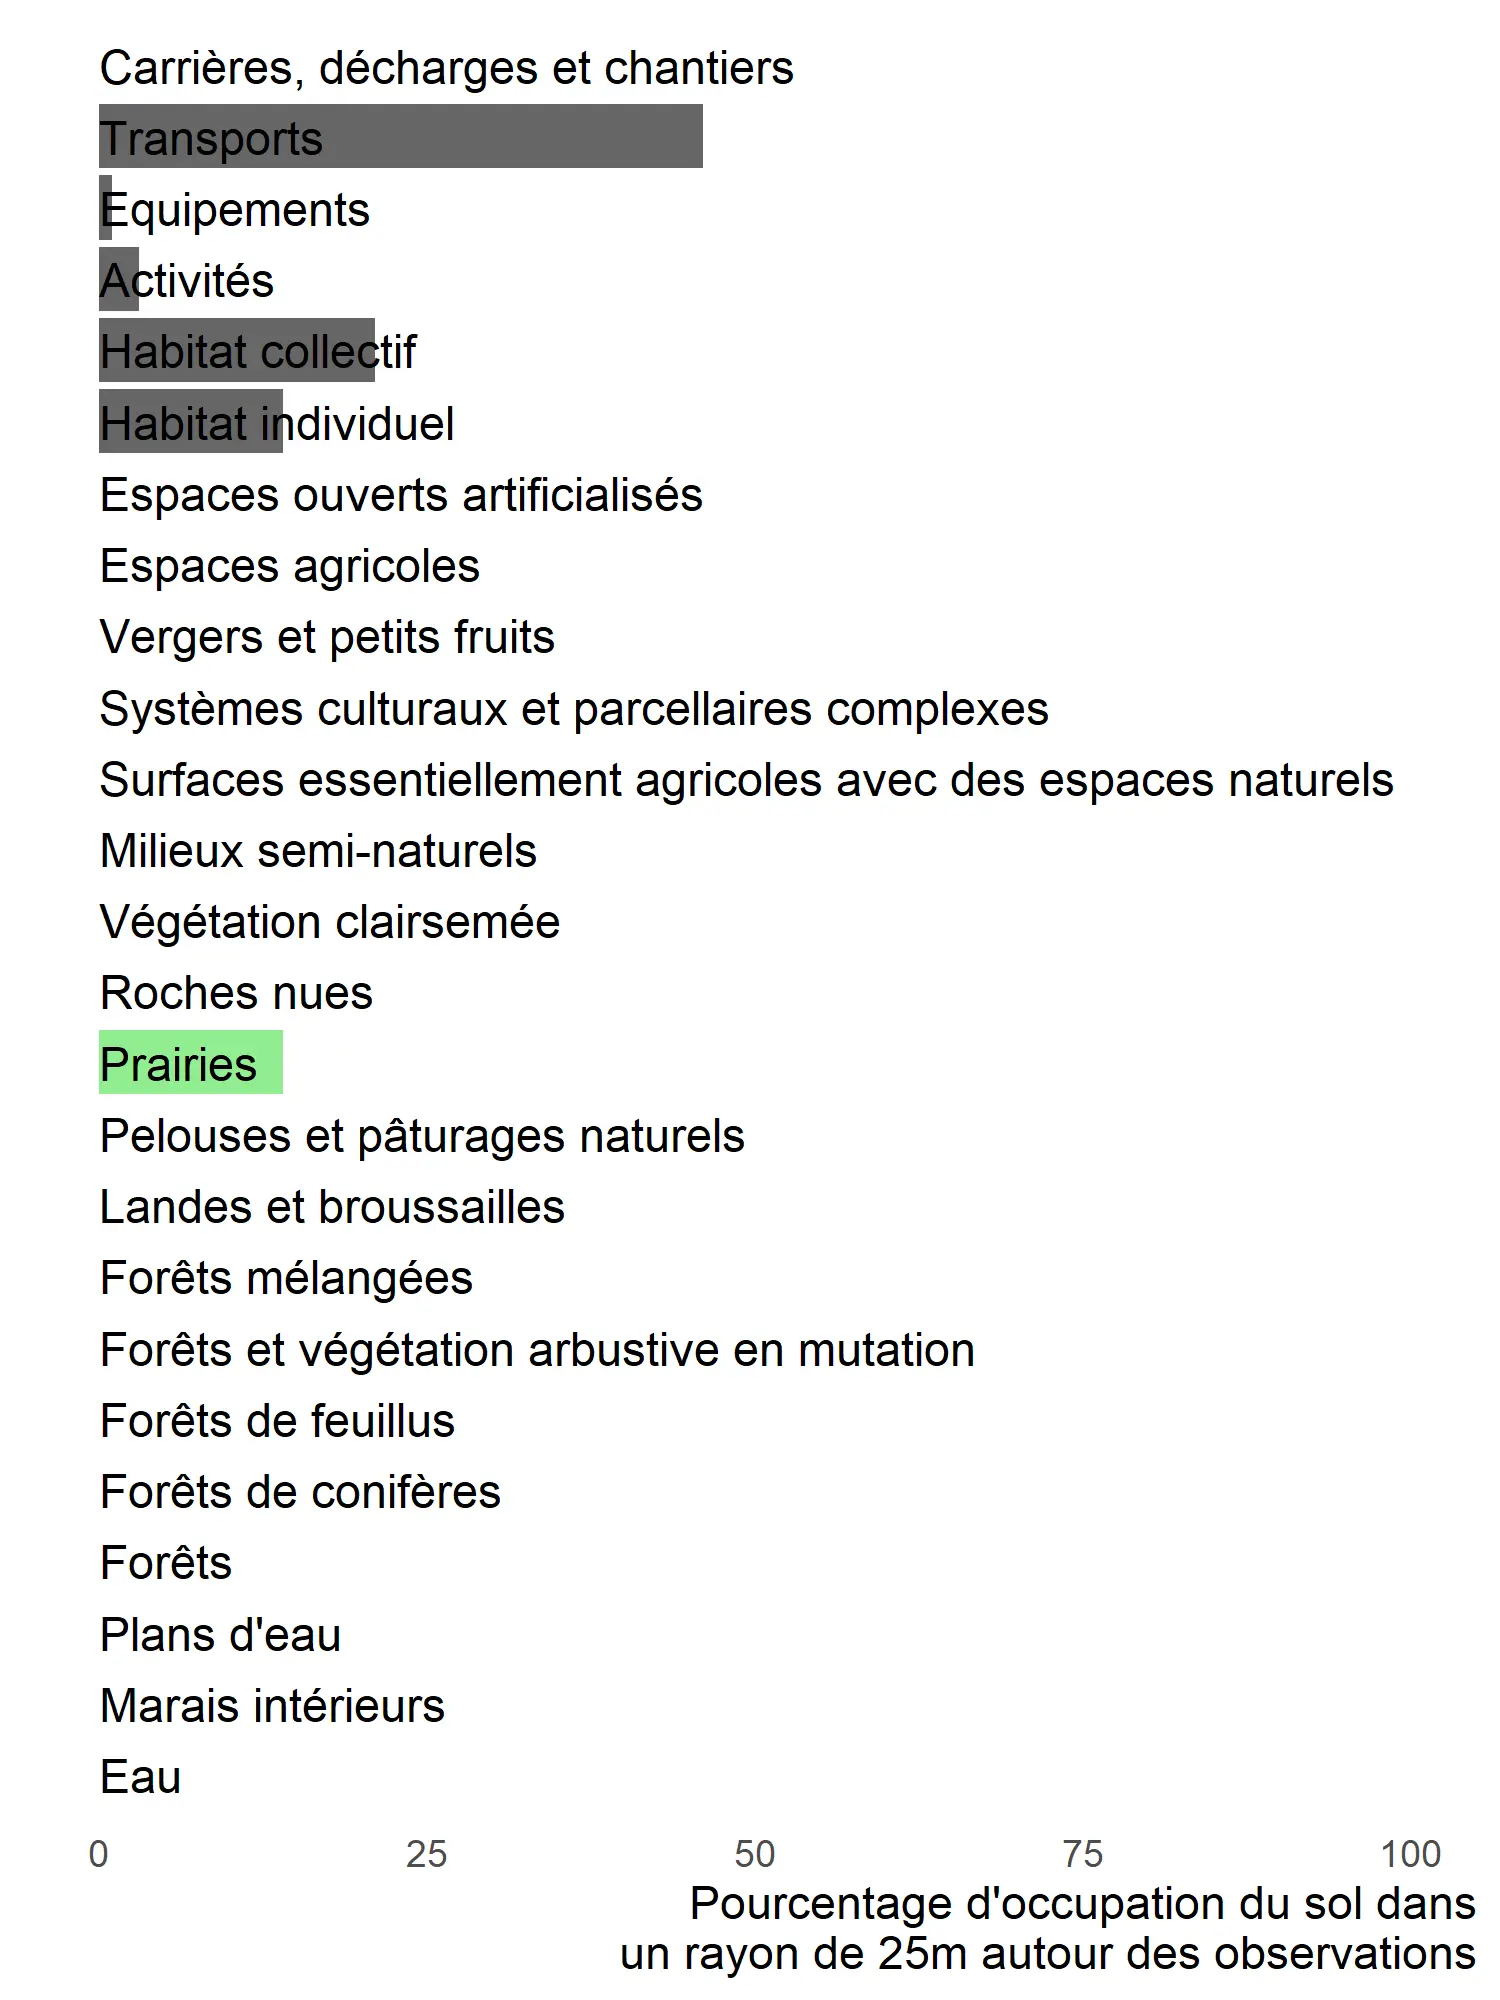 Carrières, décharges et chantiers
Transports
Equipements
Activités
Habitat collectif
Habitat individuel
Espaces ouverts artificialisés
Espaces agricoles
Vergers et petits fruits
Systèmes culturaux et parcellaires complexes
Surfaces essentiellement agricoles avec des espaces naturels
Milieux semi-naturels
Végétation clairsemée
Roches nues
Prairies
Pelouses et pâturages naturels
Landes et broussailles
Forêts mélangées
Forêts et végétation arbustive en mutation
Forêts de feuillus
Forêts de conifères
Forêts
Plans d'eau
Marais intérieurs
Eau
0 25 50 75 100
Pourcentage d'occupation du sol dans
un rayon de 25m autour des observations